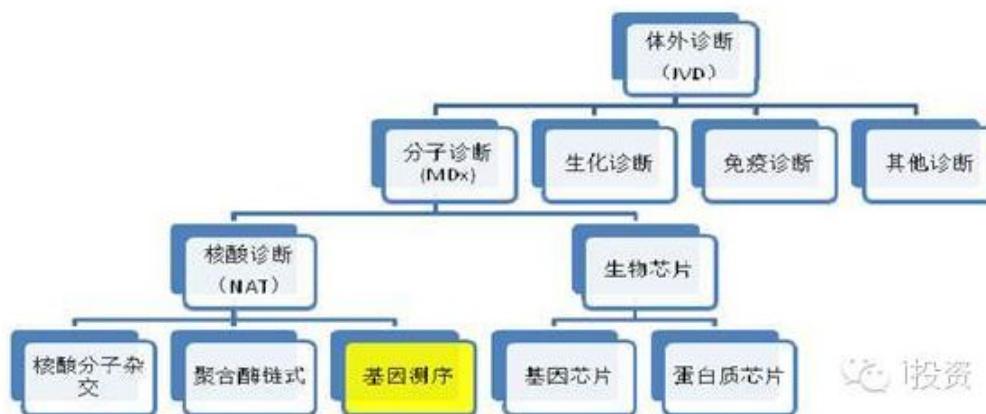 体外诊断
（IVD）
分子诊断
(MDx)
生化诊断
免疫诊断
其他诊断
核酸诊断
（NAT）
生物芯片
核酸分子杂
交
聚合酶链式
基因测序
基因芯片
蛋白质芯片
i投资